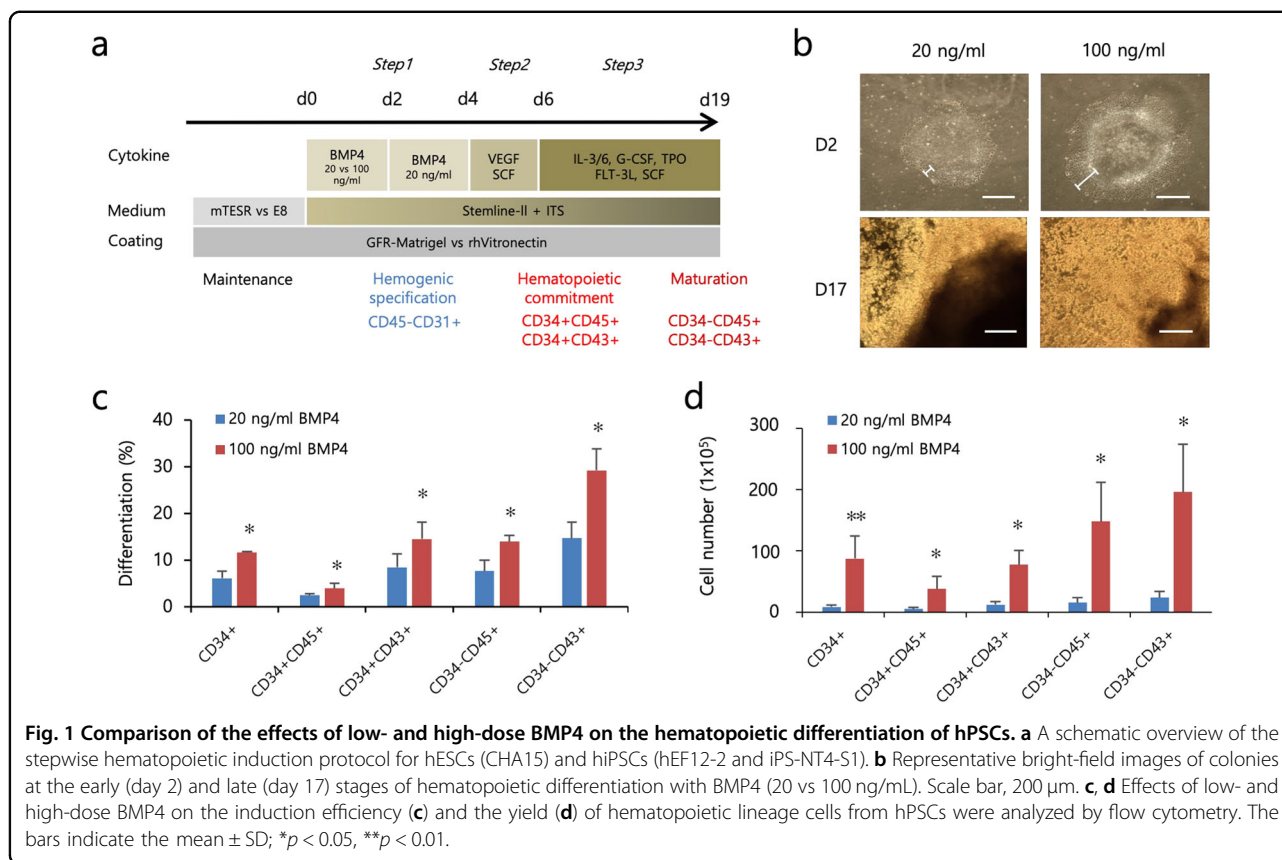 a
Step1 Step2 Step3
d0 d2 d4 d6 d19
Cytokine
BMP4
20 vs 100
ng/ml
BMP4
20 ng/ml
VEGF
SCF
IL-3/6, G-CSF, TPO
FLT-3L, SCF
Medium
mTESR vs E8
Stemline-II + ITS
Coating
GFR-Matrigel vs rhVitronectin
Maintenance
Hemogenic
specification
CD45-CD31+
Hematopoietic
commitment
CD34+CD45+
CD34+CD43+
Maturation
CD34-CD45+
CD34-CD43+
b
20 ng/ml 100 ng/ml
D2
D17
c
Differentiation (%)
40
30
20
10
0
20 ng/ml BMP4
100 ng/ml BMP4
* * * * *
CD34+ CD34+CD45+ CD34+CD43+ CD34-CD45+ CD34-CD43+
d
Cell number (1x10⁵)
300
200
100
0
20 ng/ml BMP4
100 ng/ml BMP4
** * * * *
CD34+ CD34+CD45+ CD34+CD43+ CD34-CD45+ CD34-CD43+
Fig. 1 Comparison of the effects of low- and high-dose BMP4 on the hematopoietic differentiation of hPSCs. a A schematic overview of the
stepwise hematopoietic induction protocol for hESCs (CHA15) and hiPSCs (hEF12-2 and iPS-NT4-S1). b Representative bright-field images of colonies
at the early (day 2) and late (day 17) stages of hematopoietic differentiation with BMP4 (20 vs 100 ng/mL). Scale bar, 200 μm. c, d Effects of low- and
high-dose BMP4 on the induction efficiency (c) and the yield (d) of hematopoietic lineage cells from hPSCs were analyzed by flow cytometry. The
bars indicate the mean ± SD; *p < 0.05, **p < 0.01.